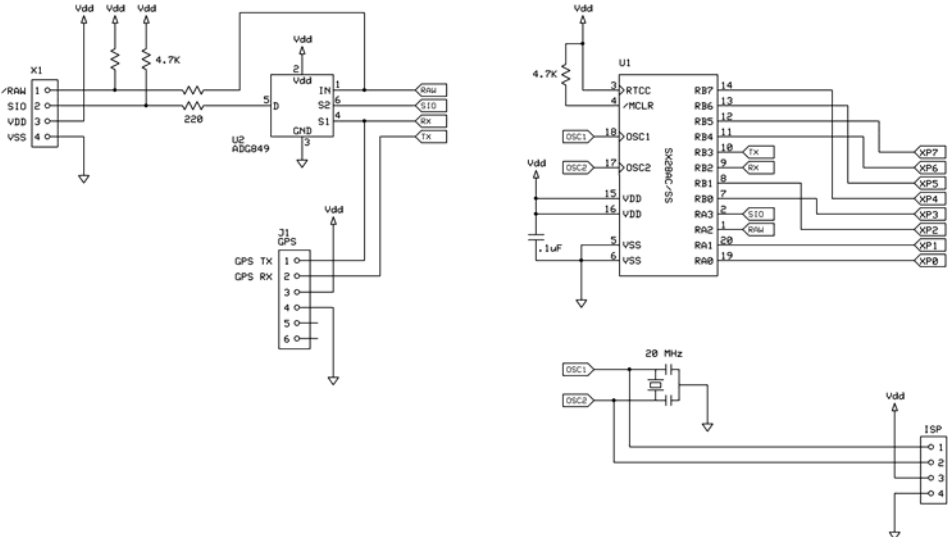 Vdd Vdd Vdd
4.7K
X1
/RAW 1
SIO 2
VDD 3
VSS 4
220
Vdd
2
Vdd
5 D
IN 1 RAW
S2 6 SIO
S1 4 RX
TX
GND
3
U2
ADG849
Vdd
J1
GPS
GPS TX 1
GPS RX 2
3
4
5
6
Vdd
U1
4.7K
3 RTCC
4 /MCLR
OSC1 18 OSC1
OSC2 17 OSC2
Vdd
15 VDD
16 VDD
.1uF
5 VSS
6 VSS
SX28AC/SS
RB7 14
RB6 13
RB5 12
RB4 11
RB3 10 TX
RB2 9 RX
RB1 8
RB0 7
RA3 2 SIO
RA2 1 RAW
RA1 20
RA0 19
XP7
XP6
XP5
XP4
XP3
XP2
XP1
XP0
20 MHz
OSC1
OSC2
Vdd
ISP
1
2
3
4